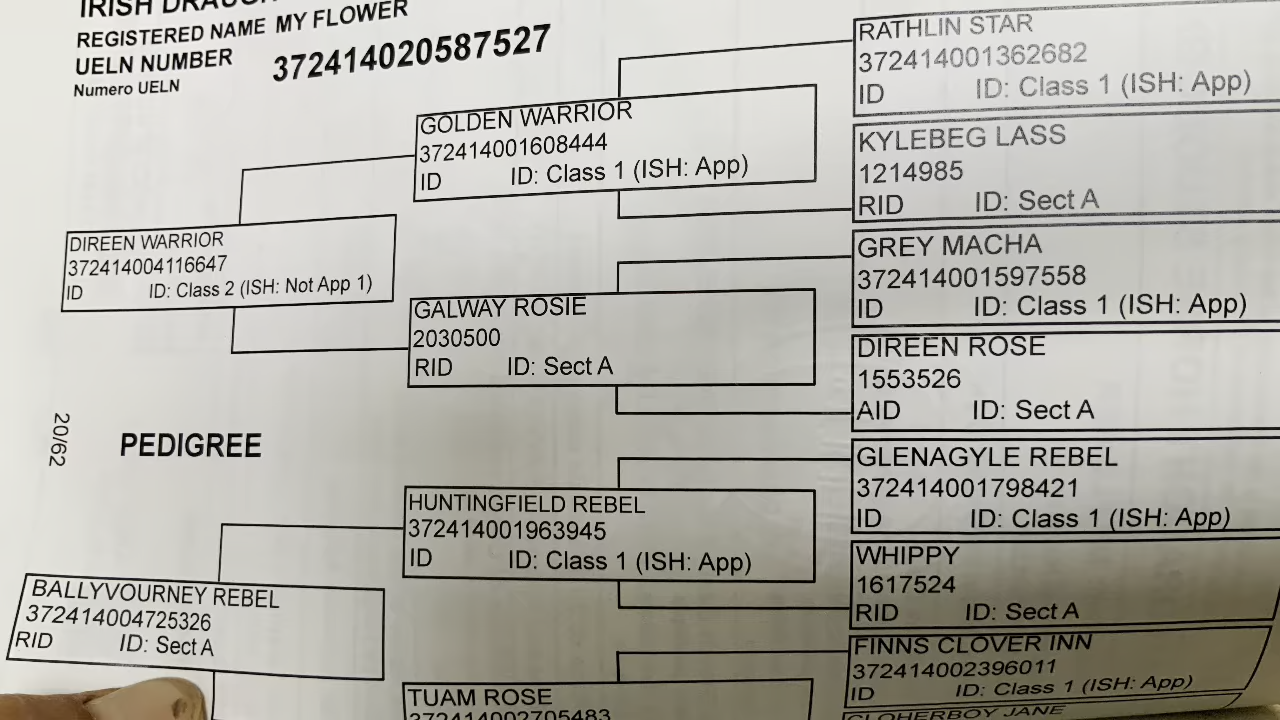 IRISH
REGISTERED NAME MY FLOWER
UELN NUMBER 372414020587527
Numero UELN
DIREEN WARRIOR
372414004116647
ID ID: Class 2 (ISH: Not App 1)
GOLDEN WARRIOR
372414001608444
ID ID: Class 1 (ISH: App)
GALWAY ROSIE
2030500
RID ID: Sect A
RATHLIN STAR
372414001362682
ID ID: Class 1 (ISH: App)
KYLEBEG LASS
1214985
RID ID: Sect A
GREY MACHA
372414001597558
ID ID: Class 1 (ISH: App)
DIREEN ROSE
1553526
AID ID: Sect A
20/62
PEDIGREE
BALLYVOURNEY REBEL
372414004725326
RID ID: Sect A
HUNTINGFIELD REBEL
372414001963945
ID ID: Class 1 (ISH: App)
TUAM ROSE
372414002705483
GLENAGYLE REBEL
372414001798421
ID ID: Class 1 (ISH: App)
WHIPPY
1617524
RID ID: Sect A
FINNS CLOVER INN
372414002396011
ID ID: Class 1 (ISH: App)
CLOHERBOY JANE